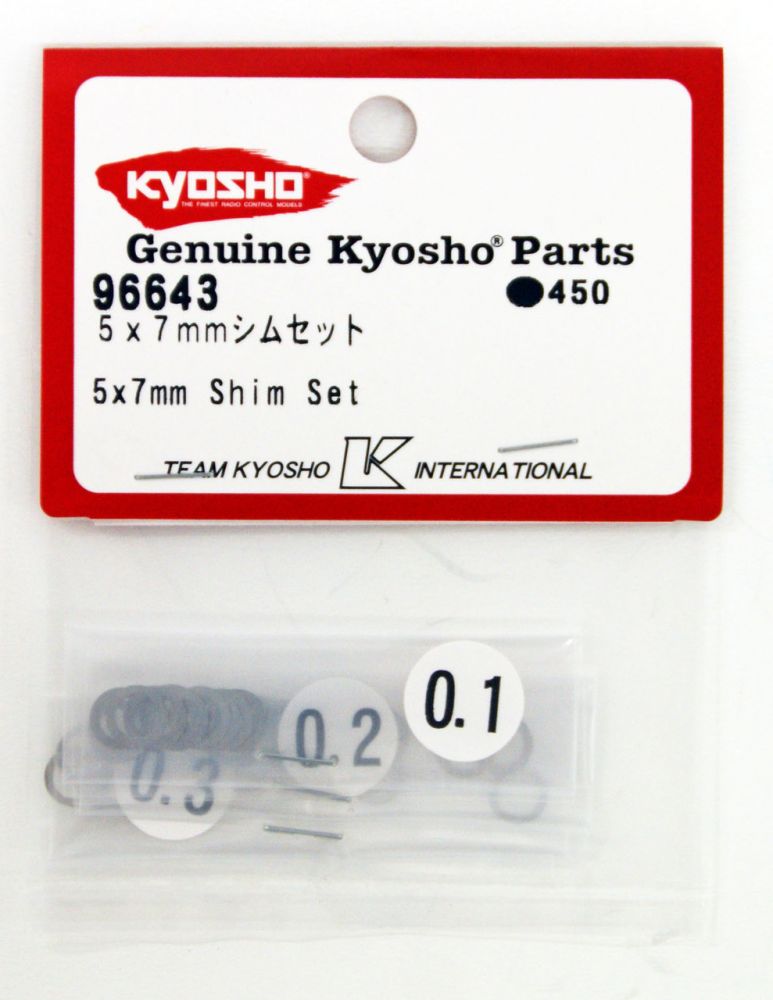 KYOSHO®
THE FINEST RADIO CONTROL MODELS
Genuine Kyosho® Parts
96643 ●450
5x7mmシムセット
5x7mm Shim Set
TEAM KYOSHO K INTERNATIONAL
0.1
0.2
0.3